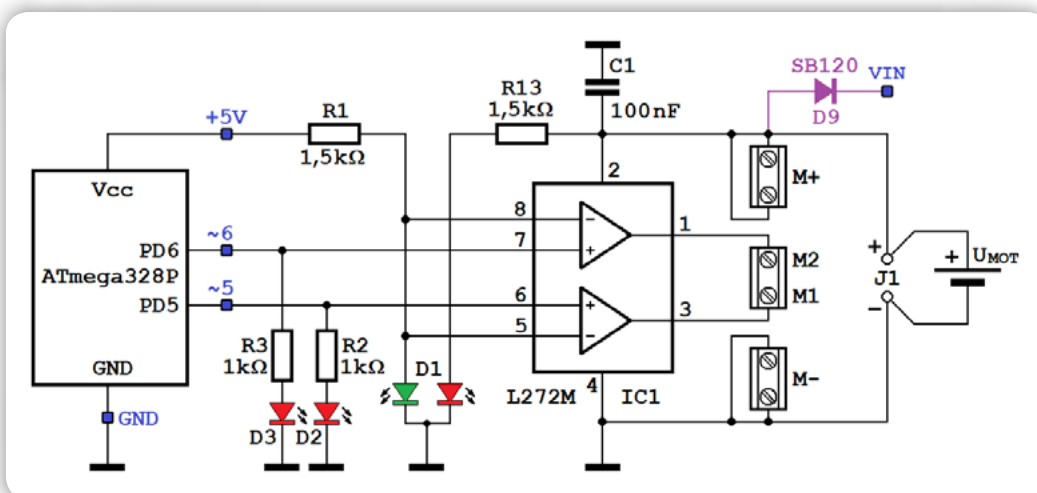 SB120
VIN
D9
C1
100nF
R13
1,5kΩ
+5V
R1
1,5kΩ
Vcc
PD6
ATmega328P
PD5
GND
~6
~5
GND
R3
1kΩ
R2
1kΩ
D3
D2
D1
2
8
7
6
5
1
3
4
−
+
+
−
L272M
IC1
M+
M2
M1
M-
+
J1
−
+
UMOT